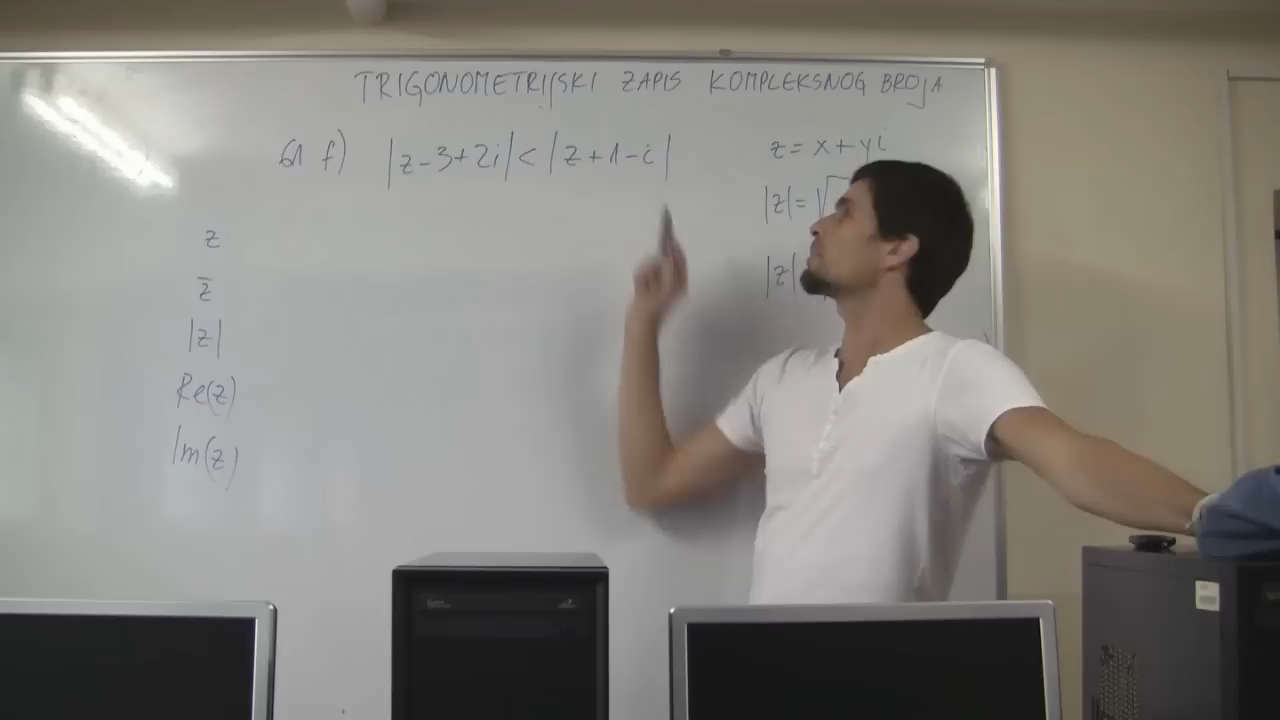 TRIGONOMETRIJSKI ZAPIS KOMPLEKSNOG BROJA
61 f) |z-3+2i|<|z+1-i|
z=x+yi
|z|=√
|z|
z
z̄
|z|
Re(z)
Im(z)